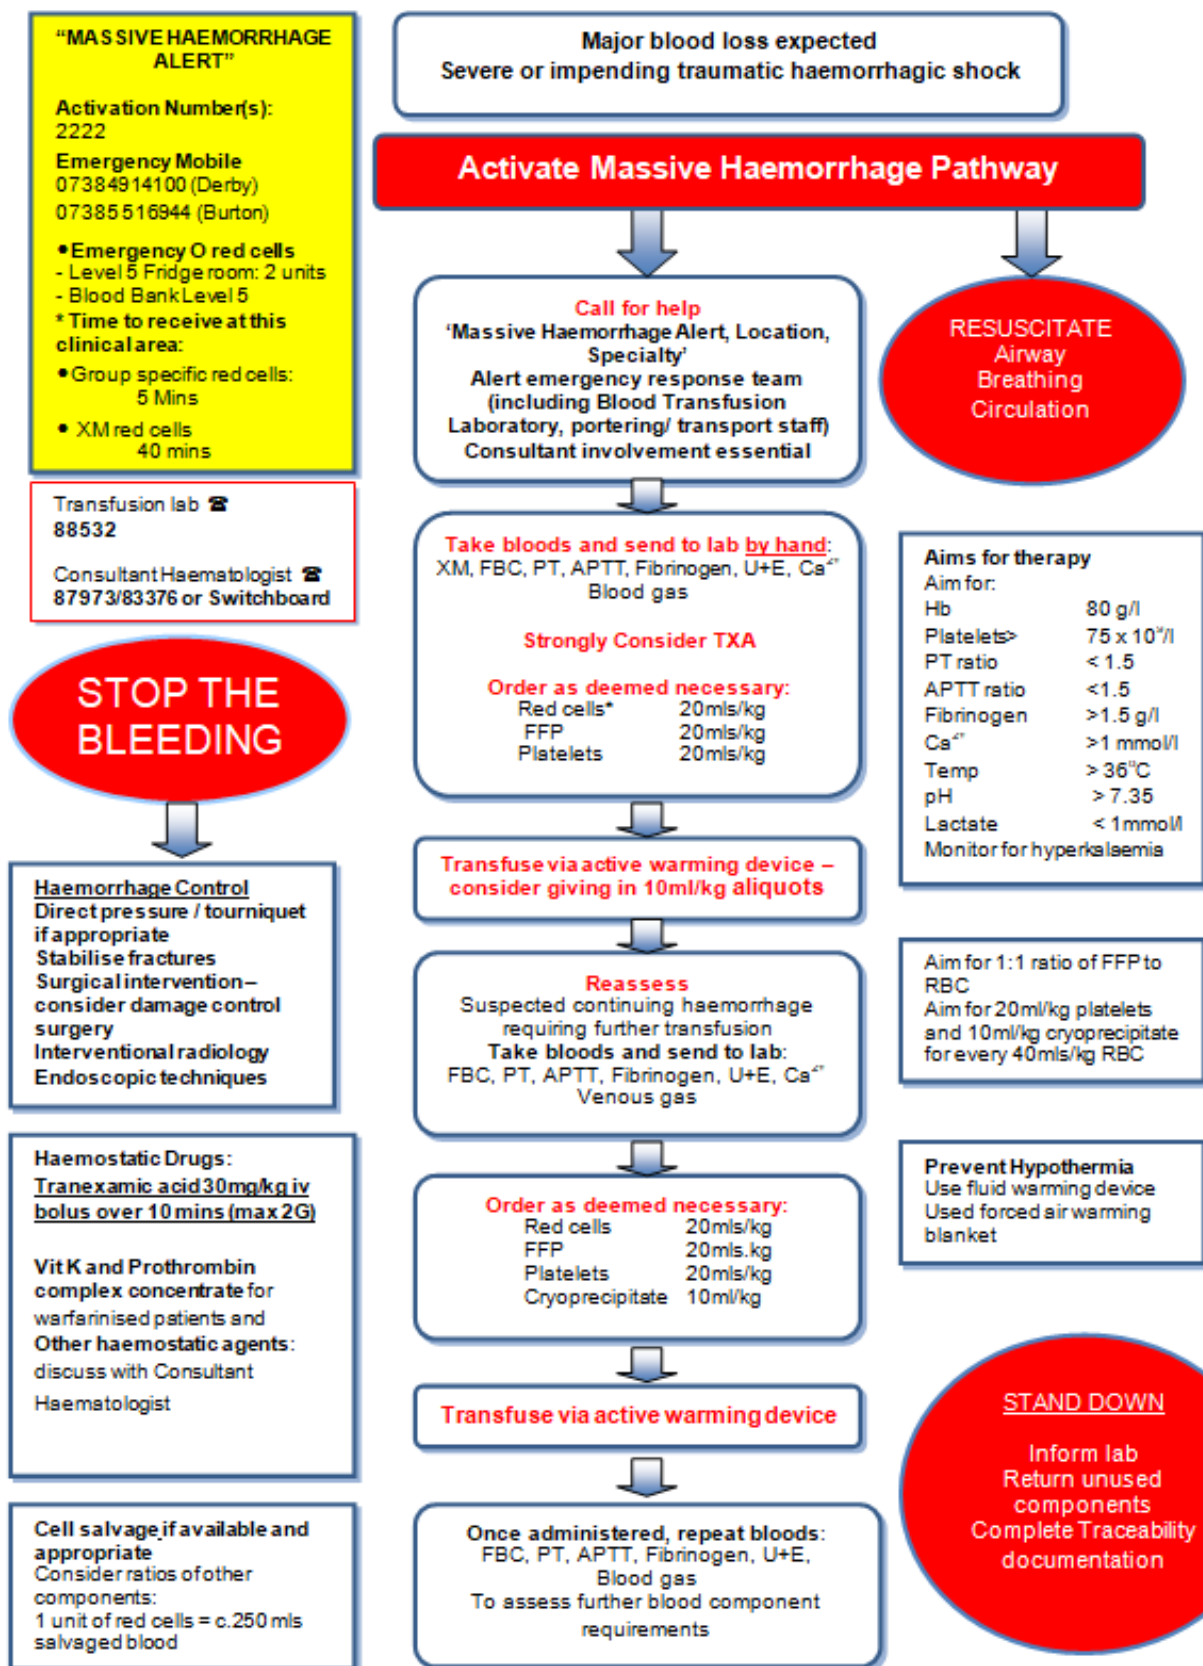 “MASSIVE HAEMORRHAGE
ALERT”
Activation Number(s):
2222
Emergency Mobile
07384914100 (Derby)
07385516944 (Burton)
•Emergency O red cells
- Level 5 Fridge room: 2 units
- Blood Bank Level 5
* Time to receive at this
clinical area:
•Group specific red cells:
5 Mins
• XM red cells
40 mins
Transfusion lab ☎
88532
Consultant Haematologist ☎
87973/83376 or Switchboard
STOP THE
BLEEDING
Haemorrhage Control
Direct pressure / tourniquet
if appropriate
Stabilise fractures
Surgical intervention –
consider damage control
surgery
Interventional radiology
Endoscopic techniques
Haemostatic Drugs:
Tranexamic acid 30mg/kg iv
bolus over 10 mins (max 2G)
Vit K and Prothrombin
complex concentrate for
warfarinised patients and
Other haemostatic agents:
discuss with Consultant
Haematologist
Cell salvage if available and
appropriate
Consider ratios of other
components:
1 unit of red cells = c.250 mls
salvaged blood
Major blood loss expected
Severe or impending traumatic haemorrhagic shock
Activate Massive Haemorrhage Pathway
Call for help
‘Massive Haemorrhage Alert, Location,
Specialty’
Alert emergency response team
(including Blood Transfusion
Laboratory, portering/ transport staff)
Consultant involvement essential
Take bloods and send to lab by hand:
XM, FBC, PT, APTT, Fibrinogen, U+E, Ca²⁺
Blood gas
Strongly Consider TXA
Order as deemed necessary:
Red cells* 20mls/kg
FFP 20mls/kg
Platelets 20mls/kg
Transfuse via active warming device –
consider giving in 10ml/kg aliquots
Reassess
Suspected continuing haemorrhage
requiring further transfusion
Take bloods and send to lab:
FBC, PT, APTT, Fibrinogen, U+E, Ca²⁺
Venous gas
Order as deemed necessary:
Red cells 20mls/kg
FFP 20mls.kg
Platelets 20mls/kg
Cryoprecipitate 10ml/kg
Transfuse via active warming device
Once administered, repeat bloods:
FBC, PT, APTT, Fibrinogen, U+E,
Blood gas
To assess further blood component
requirements
RESUSCITATE
Airway
Breathing
Circulation
Aims for therapy
Aim for:
Hb 80 g/l
Platelets> 75 x 10⁹/l
PT ratio < 1.5
APTT ratio <1.5
Fibrinogen >1.5 g/l
Ca²⁺ >1 mmol/l
Temp > 36°C
pH > 7.35
Lactate < 1mmol/l
Monitor for hyperkalaemia
Aim for 1:1 ratio of FFP to
RBC
Aim for 20ml/kg platelets
and 10ml/kg cryoprecipitate
for every 40mls/kg RBC
Prevent Hypothermia
Use fluid warming device
Used forced air warming
blanket
STAND DOWN
Inform lab
Return unused
components
Complete Traceability
documentation